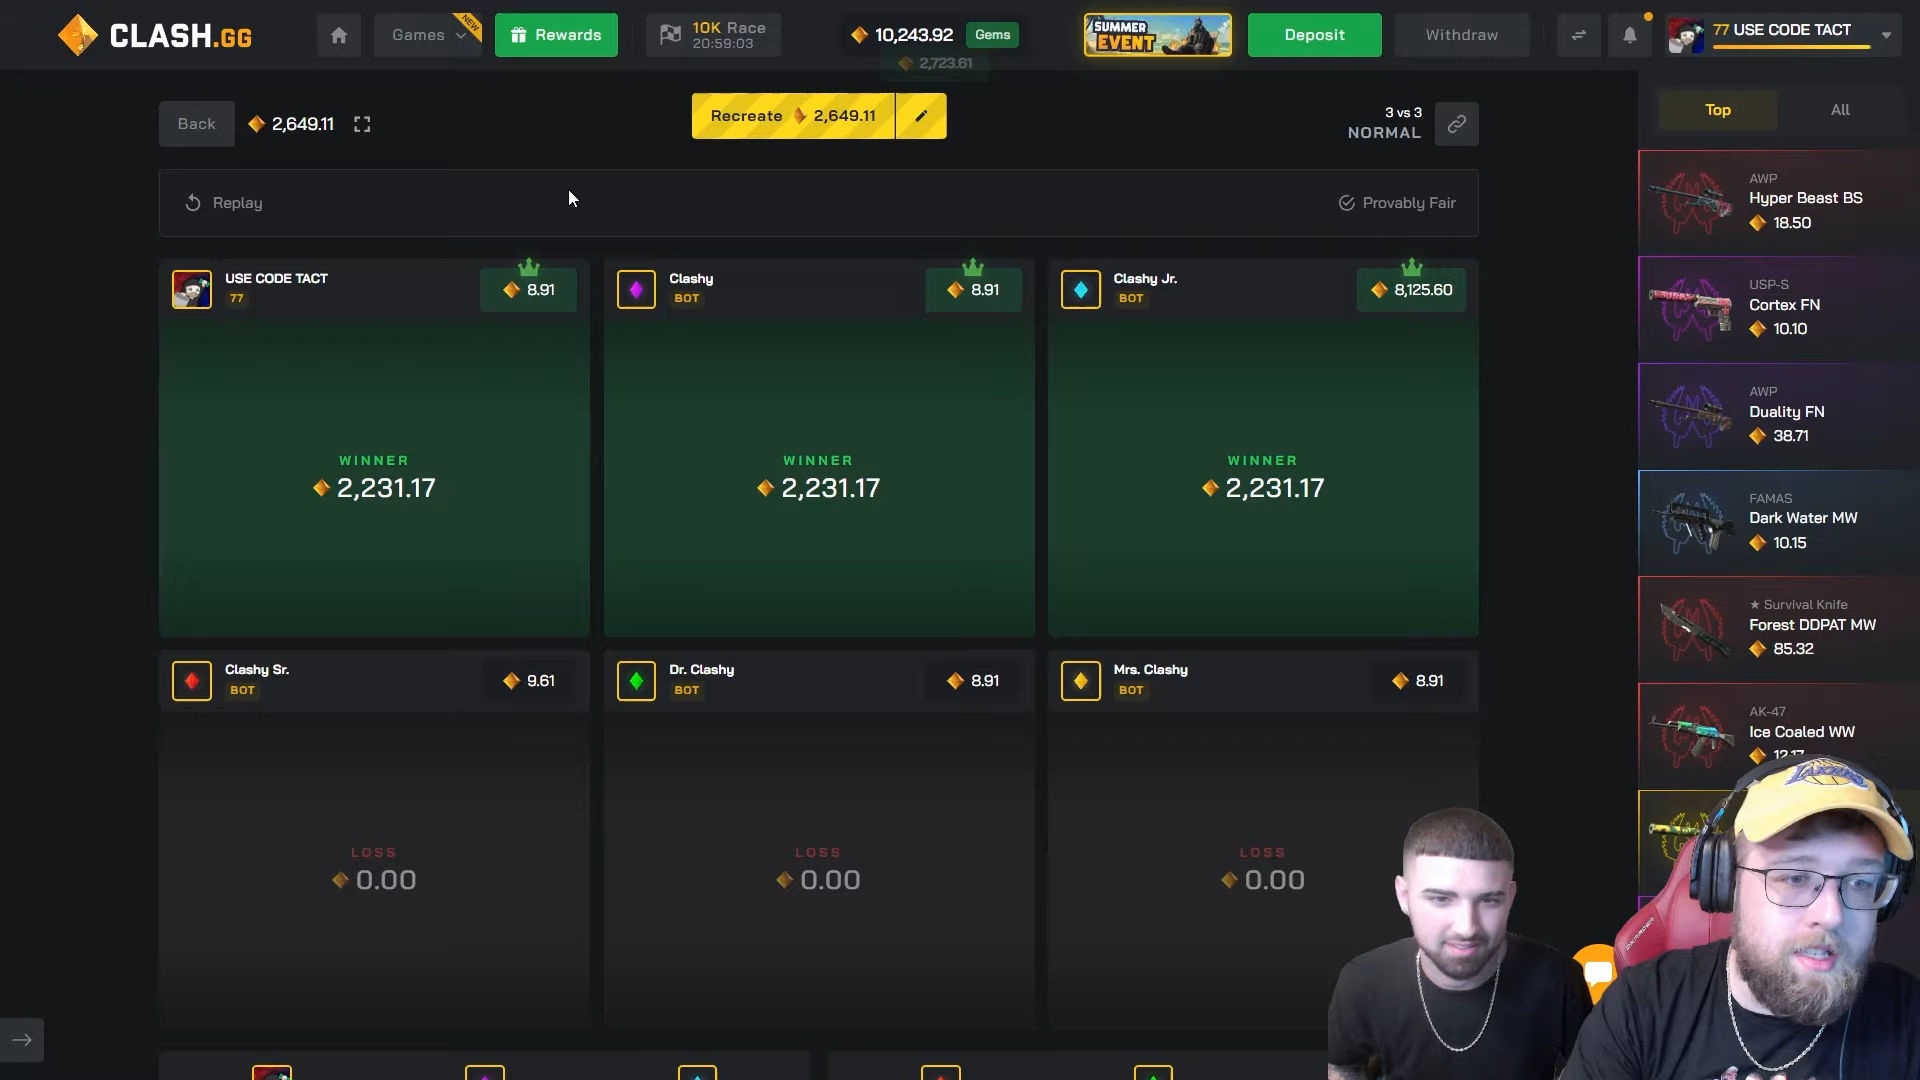 CLASH.GG
Games
NEW
Rewards
10K Race
20:59:03
10,243.92
Gems
2,723.61
SUMMER
EVENT
Deposit
Withdraw
77 USE CODE TACT
Back
2,649.11
Recreate 2,649.11
3 vs 3
NORMAL
Top
All
Replay
Provably Fair
USE CODE TACT
77
8.91
WINNER
2,231.17
Clashy
BOT
8.91
WINNER
2,231.17
Clashy Jr.
BOT
8,125.60
WINNER
2,231.17
Clashy Sr.
BOT
9.61
LOSS
0.00
Dr. Clashy
BOT
8.91
LOSS
0.00
Mrs. Clashy
BOT
8.91
LOSS
0.00
AWP
Hyper Beast BS
18.50
USP-S
Cortex FN
10.10
AWP
Duality FN
38.71
FAMAS
Dark Water MW
10.15
★ Survival Knife
Forest DDPAT MW
85.32
AK-47
Ice Coaled WW
12.17
LAKERS
DXRACER